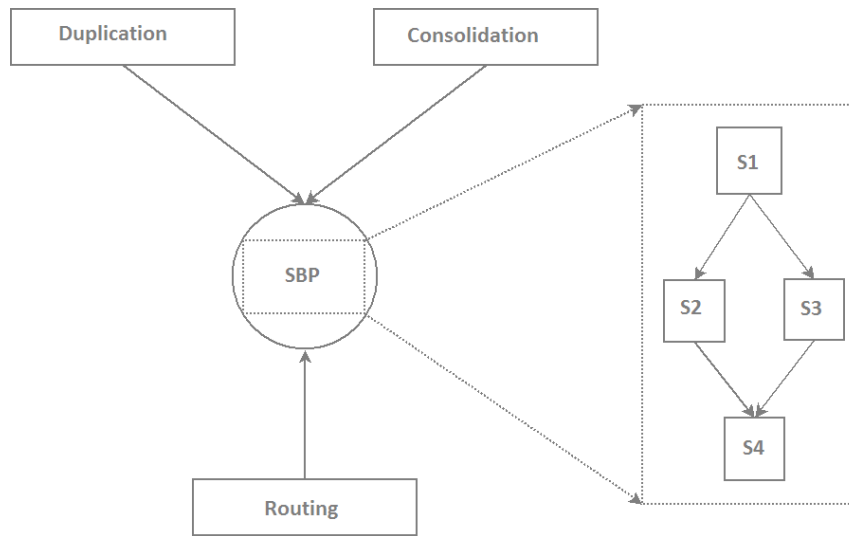 Duplication
Consolidation
S1
SBP
S2
S3
S4
Routing